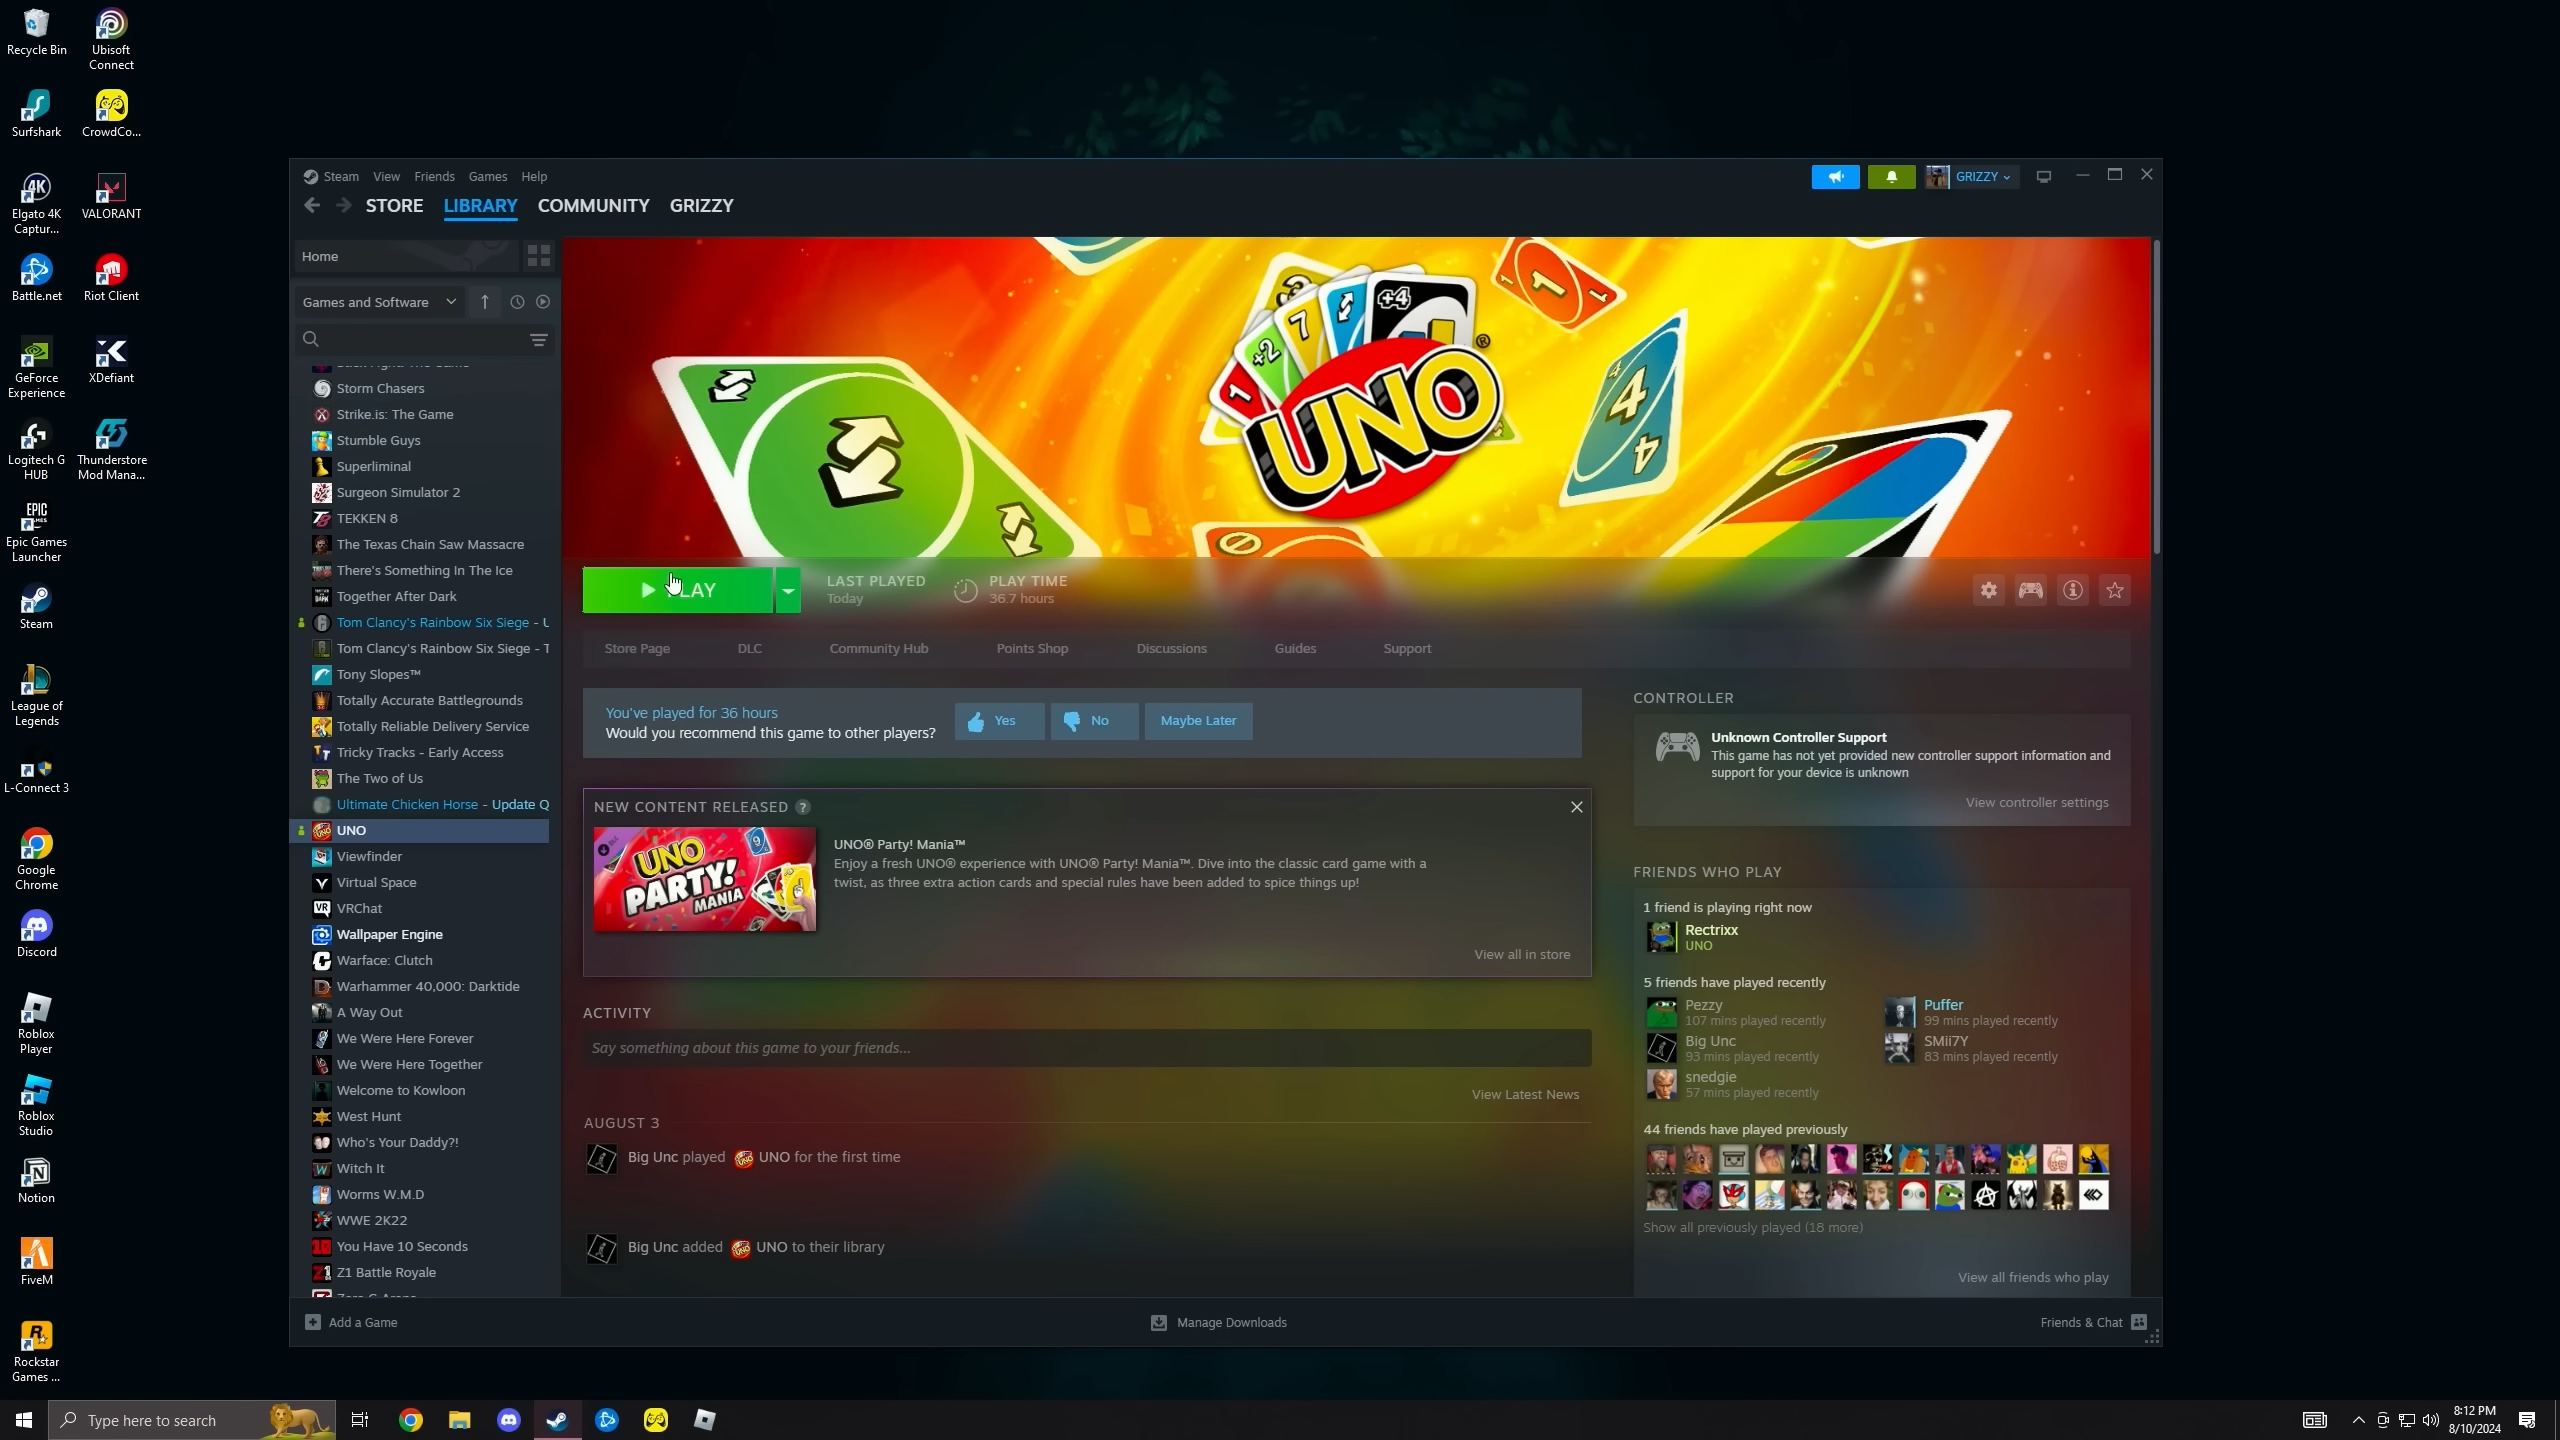 Recycle Bin
Ubisoft
Connect
Surfshark
CrowdCo...
Elgato 4K
Captur...
VALORANT
Battle.net
Riot Client
GeForce
Experience
XDefiant
Logitech G
HUB
Thunderstore
Mod Mana...
Epic Games
Launcher
Steam
League of
Legends
L-Connect 3
Google
Chrome
Discord
Roblox
Player
Roblox
Studio
Notion
FiveM
Rockstar
Games ...
Steam View Friends Games Help
GRIZZY
STORE LIBRARY COMMUNITY GRIZZY
Home
Games and Software
Storm Chasers
Strike.is: The Game
Stumble Guys
Superliminal
Surgeon Simulator 2
TEKKEN 8
The Texas Chain Saw Massacre
There's Something In The Ice
Together After Dark
Tom Clancy's Rainbow Six Siege - U
Tom Clancy's Rainbow Six Siege - T
Tony Slopes™
Totally Accurate Battlegrounds
Totally Reliable Delivery Service
Tricky Tracks - Early Access
The Two of Us
Ultimate Chicken Horse - Update Q
UNO
Viewfinder
Virtual Space
VRChat
Wallpaper Engine
Warface: Clutch
Warhammer 40,000: Darktide
A Way Out
We Were Here Forever
We Were Here Together
Welcome to Kowloon
West Hunt
Who's Your Daddy?!
Witch It
Worms W.M.D
WWE 2K22
You Have 10 Seconds
Z1 Battle Royale
1 +2 7 +4
UNO®
1 1 1
4 4 4
LAY
LAST PLAYED
Today
PLAY TIME
36.7 hours
Store Page DLC Community Hub Points Shop Discussions Guides Support
You've played for 36 hours
Would you recommend this game to other players?
Yes No Maybe Later
NEW CONTENT RELEASED ?
UNO PARTY! MANIA
UNO® Party! Mania™
Enjoy a fresh UNO® experience with UNO® Party! Mania™. Dive into the classic card game with a
twist, as three extra action cards and special rules have been added to spice things up!
View all in store
ACTIVITY
Say something about this game to your friends...
View Latest News
AUGUST 3
Big Unc played UNO for the first time
Big Unc added UNO to their library
CONTROLLER
Unknown Controller Support
This game has not yet provided new controller support information and
support for your device is unknown
View controller settings
FRIENDS WHO PLAY
1 friend is playing right now
Rectrixx
UNO
5 friends have played recently
Pezzy
107 mins played recently
Puffer
99 mins played recently
Big Unc
93 mins played recently
SMii7Y
83 mins played recently
snedgie
57 mins played recently
44 friends have played previously
Show all previously played (18 more)
View all friends who play
Add a Game
Manage Downloads
Friends & Chat
Type here to search
8:12 PM
8/10/2024